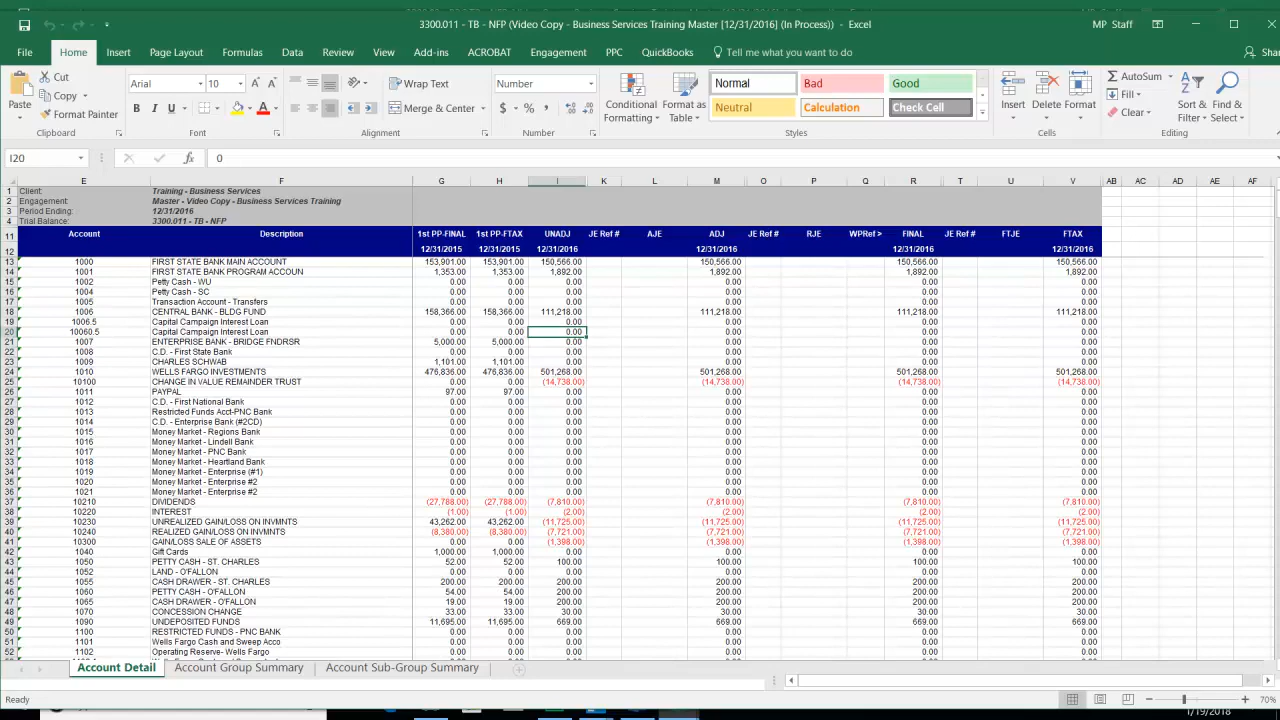 3300.011 - TB - NFP (Video Copy - Business Services Training Master [12/31/2016] (In Process)) - Excel
MP Staff
File Home Insert Page Layout Formulas Data Review View Add-ins ACROBAT Engagement PPC QuickBooks Tell me what you want to do
Paste Cut Copy Format Painter Clipboard
Arial 10 B I U Font
Wrap Text Merge & Center Alignment
Number $ % , Number
Conditional Formatting Format as Table
Normal Bad Good
Neutral Calculation Check Cell
Styles
Insert Delete Format Cells
AutoSum Fill Clear Sort & Filter Find & Select Editing
I20 fx 0
E F G H I K L M O P Q R T U V AB AC AD AE AF
1 Client: Training - Business Services
2 Engagement: Master - Video Copy - Business Services Training
3 Period Ending: 12/31/2016
4 Trial Balance: 3300.011 - TB - NFP
11 Account Description 1st PP-FINAL 1st PP-FTAX UNADJ JE Ref # AJE ADJ JE Ref # RJE WPRef > FINAL JE Ref # FTJE FTAX
12 12/31/2015 12/31/2015 12/31/2016 12/31/2016 12/31/2016 12/31/2016
13 1000 FIRST STATE BANK MAIN ACCOUNT 153,901.00 153,901.00 150,566.00 150,566.00 150,566.00 150,566.00
14 1001 FIRST STATE BANK PROGRAM ACCOUN 1,353.00 1,353.00 1,892.00 1,892.00 1,892.00 1,892.00
15 1002 Petty Cash - WU 0.00 0.00 0.00 0.00 0.00 0.00
16 1004 Petty Cash - SC 0.00 0.00 0.00 0.00 0.00 0.00
17 1005 Transaction Account - Transfers 0.00 0.00 0.00 0.00 0.00 0.00
18 1006 CENTRAL BANK - BLDG FUND 158,366.00 158,366.00 111,218.00 111,218.00 111,218.00 111,218.00
19 1006.5 Capital Campaign Interest Loan 0.00 0.00 0.00 0.00 0.00 0.00
20 10060.5 Capital Campaign Interest Loan 0.00 0.00 0.00 0.00 0.00 0.00
21 1007 ENTERPRISE BANK - BRIDGE FNDRSR 5,000.00 5,000.00 0.00 0.00 0.00 0.00
22 1008 C.D. - First State Bank 0.00 0.00 0.00 0.00 0.00 0.00
23 1009 CHARLES SCHWAB 1,101.00 1,101.00 0.00 0.00 0.00 0.00
24 1010 WELLS FARGO INVESTMENTS 476,836.00 476,836.00 501,268.00 501,268.00 501,268.00 501,268.00
25 10100 CHANGE IN VALUE REMAINDER TRUST 0.00 0.00 (14,738.00) (14,738.00) (14,738.00) (14,738.00)
26 1011 PAYPAL 97.00 97.00 0.00 0.00 0.00 0.00
27 1012 C.D. - First National Bank 0.00 0.00 0.00 0.00 0.00 0.00
28 1013 Restricted Funds Acct-PNC Bank 0.00 0.00 0.00 0.00 0.00 0.00
29 1014 C.D. - Enterprise Bank (#2CD) 0.00 0.00 0.00 0.00 0.00 0.00
30 1015 Money Market - Regions Bank 0.00 0.00 0.00 0.00 0.00 0.00
31 1016 Money Market - Lindell Bank 0.00 0.00 0.00 0.00 0.00 0.00
32 1017 Money Market - PNC Bank 0.00 0.00 0.00 0.00 0.00 0.00
33 1018 Money Market - Heartland Bank 0.00 0.00 0.00 0.00 0.00 0.00
34 1019 Money Market - Enterprise (#1) 0.00 0.00 0.00 0.00 0.00 0.00
35 1020 Money Market - Enterprise #2 0.00 0.00 0.00 0.00 0.00 0.00
36 1021 Money Market - Enterprise #2 0.00 0.00 0.00 0.00 0.00 0.00
37 10210 DIVIDENDS (27,788.00) (27,788.00) (7,810.00) (7,810.00) (7,810.00) (7,810.00)
38 10220 INTEREST (1.00) (1.00) (2.00) (2.00) (2.00) (2.00)
39 10230 UNREALIZED GAIN/LOSS ON INVMNTS 43,262.00 43,262.00 (11,725.00) (11,725.00) (11,725.00) (11,725.00)
40 10240 REALIZED GAIN/LOSS ON INVMNTS (8,380.00) (8,380.00) (7,721.00) (7,721.00) (7,721.00) (7,721.00)
41 10300 GAIN/LOSS SALE OF ASSETS 0.00 0.00 (1,398.00) (1,398.00) (1,398.00) (1,398.00)
42 1040 Gift Cards 1,000.00 1,000.00 0.00 0.00 0.00 0.00
43 1050 PETTY CASH - ST. CHARLES 52.00 52.00 100.00 100.00 100.00 100.00
44 1052 LAND - O'FALLON 0.00 0.00 0.00 0.00 0.00 0.00
45 1055 CASH DRAWER - ST. CHARLES 200.00 200.00 200.00 200.00 200.00 200.00
46 1060 PETTY CASH - O'FALLON 54.00 54.00 200.00 200.00 200.00 200.00
47 1065 CASH DRAWER - O'FALLON 19.00 19.00 200.00 200.00 200.00 200.00
48 1070 CONCESSION CHANGE 33.00 33.00 30.00 30.00 30.00 30.00
49 1090 UNDEPOSITED FUNDS 11,695.00 11,695.00 669.00 669.00 669.00 669.00
50 1100 RESTRICTED FUNDS - PNC BANK 0.00 0.00 0.00 0.00 0.00 0.00
51 1101 Wells Fargo Cash and Sweep Acco 0.00 0.00 0.00 0.00 0.00 0.00
52 1102 Operating Reserve- Wells Fargo 0.00 0.00 0.00 0.00 0.00 0.00
Account Detail Account Group Summary Account Sub-Group Summary
Ready 70%
1/19/2018